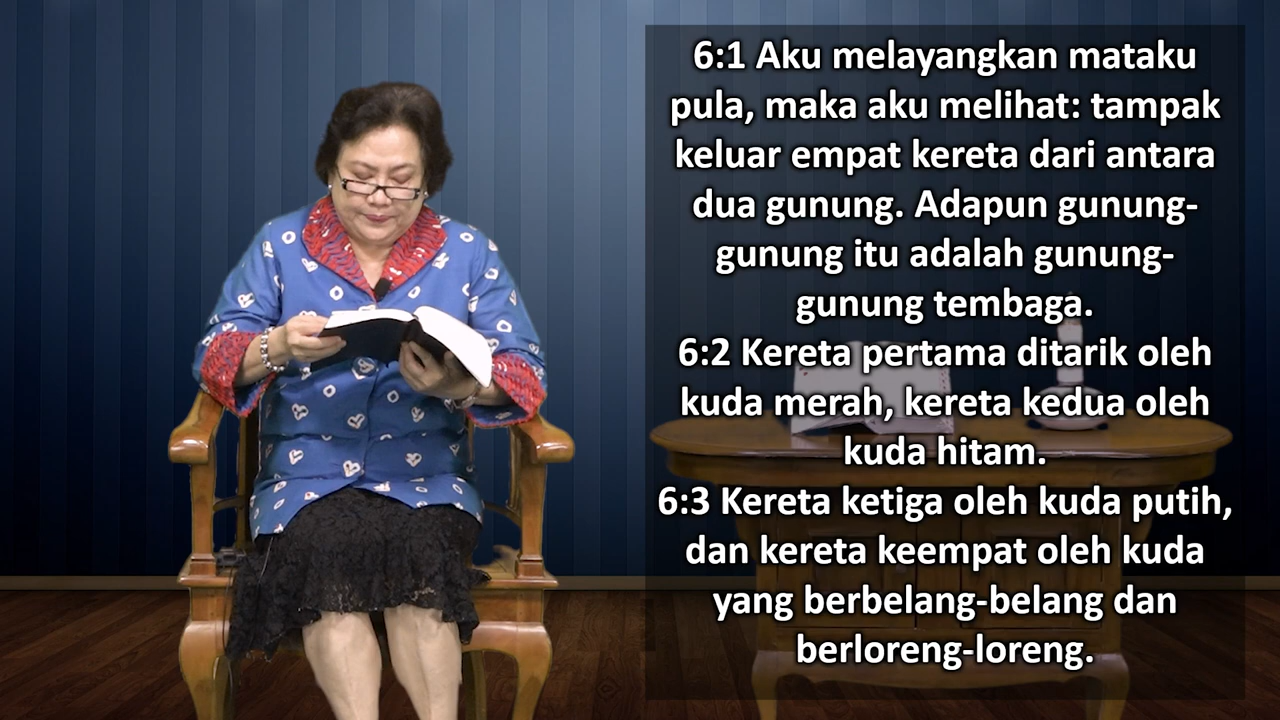 6:1 Aku melayangkan mataku
pula, maka aku melihat: tampak
keluar empat kereta dari antara
dua gunung. Adapun gunung-
gunung itu adalah gunung-
gunung tembaga.
6:2 Kereta pertama ditarik oleh
kuda merah, kereta kedua oleh
kuda hitam.
6:3 Kereta ketiga oleh kuda putih,
dan kereta keempat oleh kuda
yang berbelang-belang dan
berloreng-loreng.